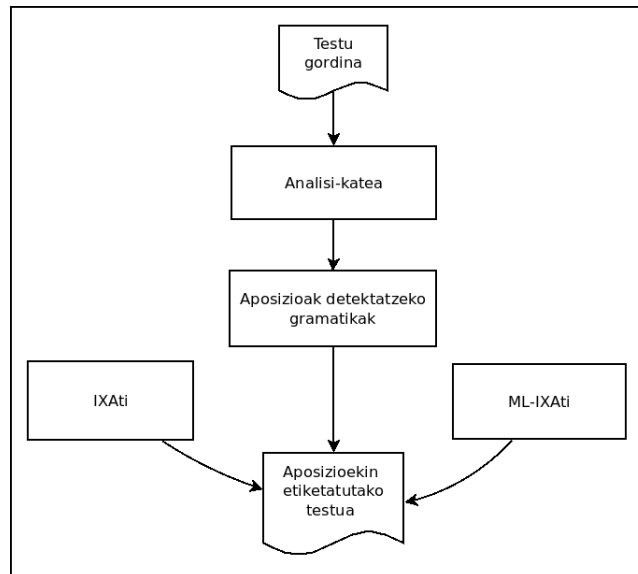 Testu
gordina
Analisi-katea
Aposizioak detektatzeko
gramatikak
IXAti
ML-IXAti
Aposizioekin
etiketatutako
testua